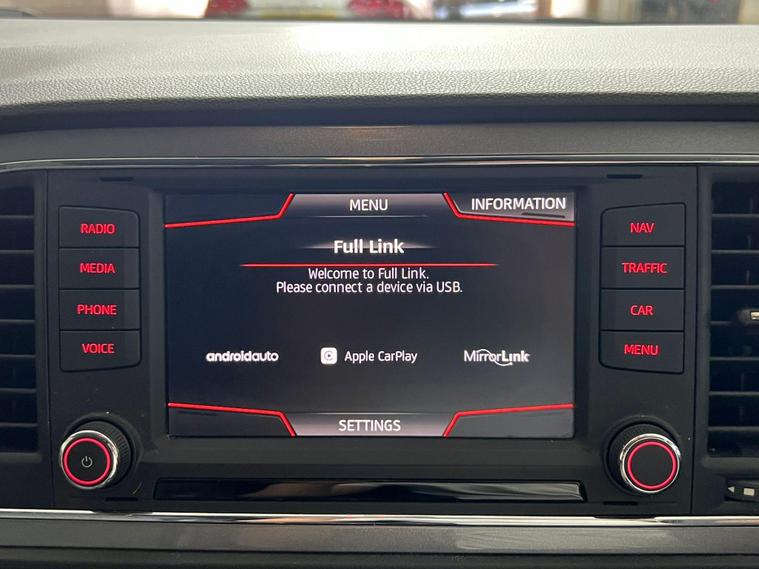 MENU
INFORMATION
RADIO
NAV
Full Link
MEDIA
Welcome to Full Link.
TRAFFIC
Please connect a device via USB.
PHONE
CAR
VOICE
androidauto
Apple CarPlay
MirrorLink
MENU
SETTINGS